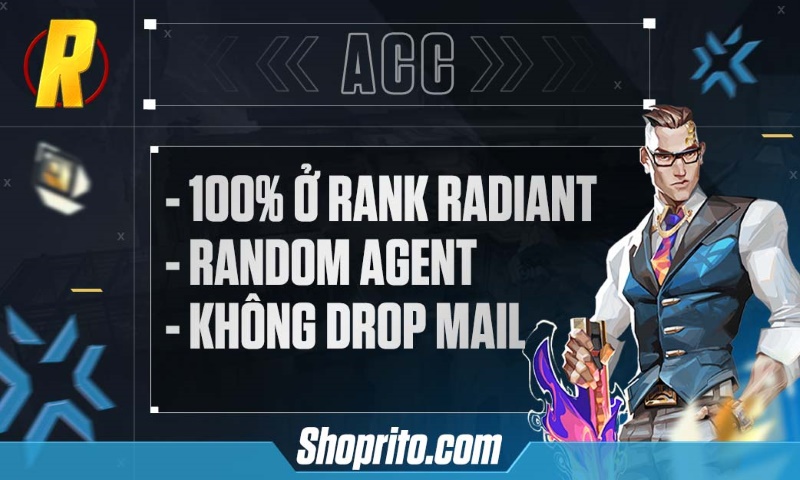 R
ACC
- 100% Ở RANK RADIANT
- RANDOM AGENT
- KHÔNG DROP MAIL
Shoprito.com